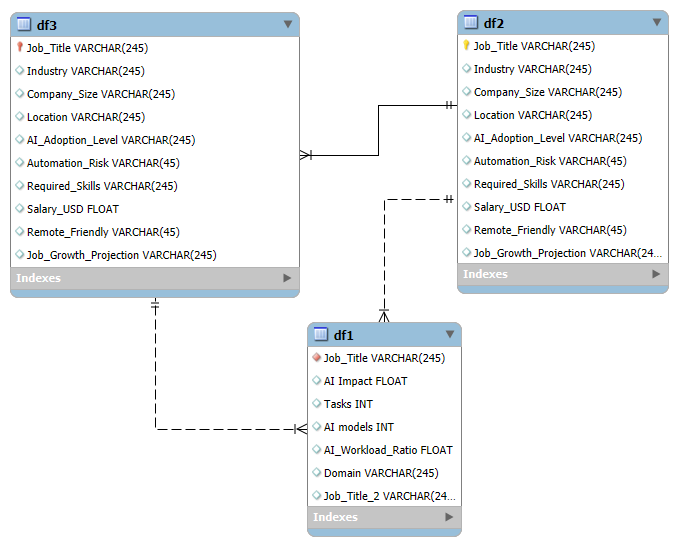 df3
Job_Title VARCHAR(245)
Industry VARCHAR(245)
Company_Size VARCHAR(245)
Location VARCHAR(245)
AI_Adoption_Level VARCHAR(245)
Automation_Risk VARCHAR(45)
Required_Skills VARCHAR(245)
Salary_USD FLOAT
Remote_Friendly VARCHAR(45)
Job_Growth_Projection VARCHAR(245)
Indexes
df2
Job_Title VARCHAR(245)
Industry VARCHAR(245)
Company_Size VARCHAR(245)
Location VARCHAR(245)
AI_Adoption_Level VARCHAR(245)
Automation_Risk VARCHAR(45)
Required_Skills VARCHAR(245)
Salary_USD FLOAT
Remote_Friendly VARCHAR(45)
Job_Growth_Projection VARCHAR(24...
Indexes
df1
Job_Title VARCHAR(245)
AI Impact FLOAT
Tasks INT
AI models INT
AI_Workload_Ratio FLOAT
Domain VARCHAR(245)
Job_Title_2 VARCHAR(24...
Indexes